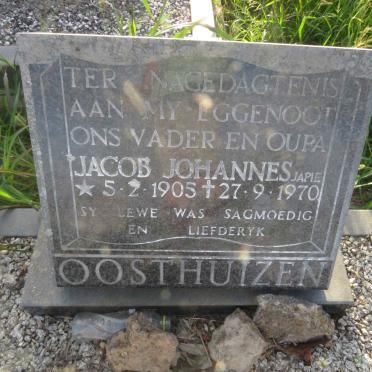 TER NAGEDAGTENIS
AAN MY EGGENOOT
ONS VADER EN OUPA
JACOB JOHANNES JAPIE
★ 5·2·1905 ✝ 27·9·1970
SY LEWE WAS SAGMOEDIG
EN LIEFDERYK
OOSTHUIZEN